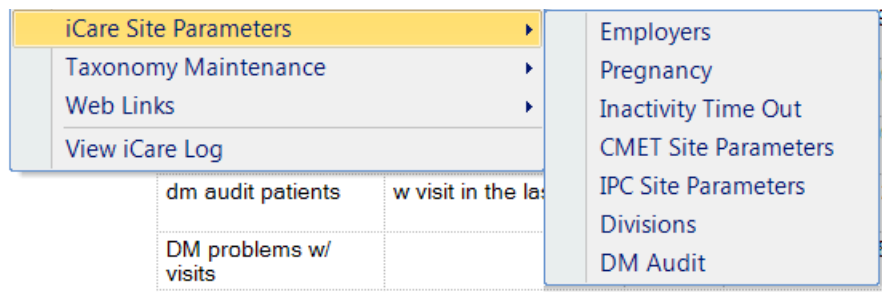 iCare Site Parameters
Taxonomy Maintenance
Web Links
View iCare Log
Employers
Pregnancy
Inactivity Time Out
CMET Site Parameters
IPC Site Parameters
Divisions
DM Audit
dm audit patients
w visit in the
DM problems w/
visits